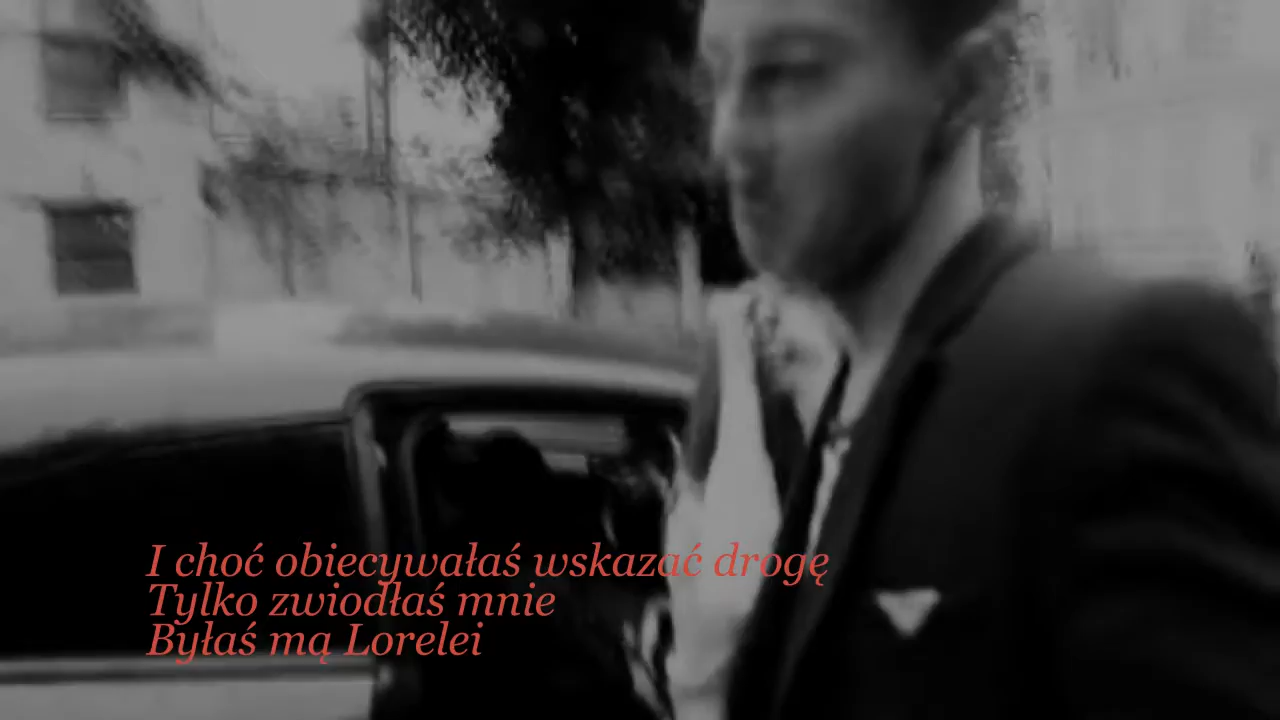 I choć obiecywałaś wskazać drogę
Tylko zwiodłaś mnie
Byłaś mą Lorelei